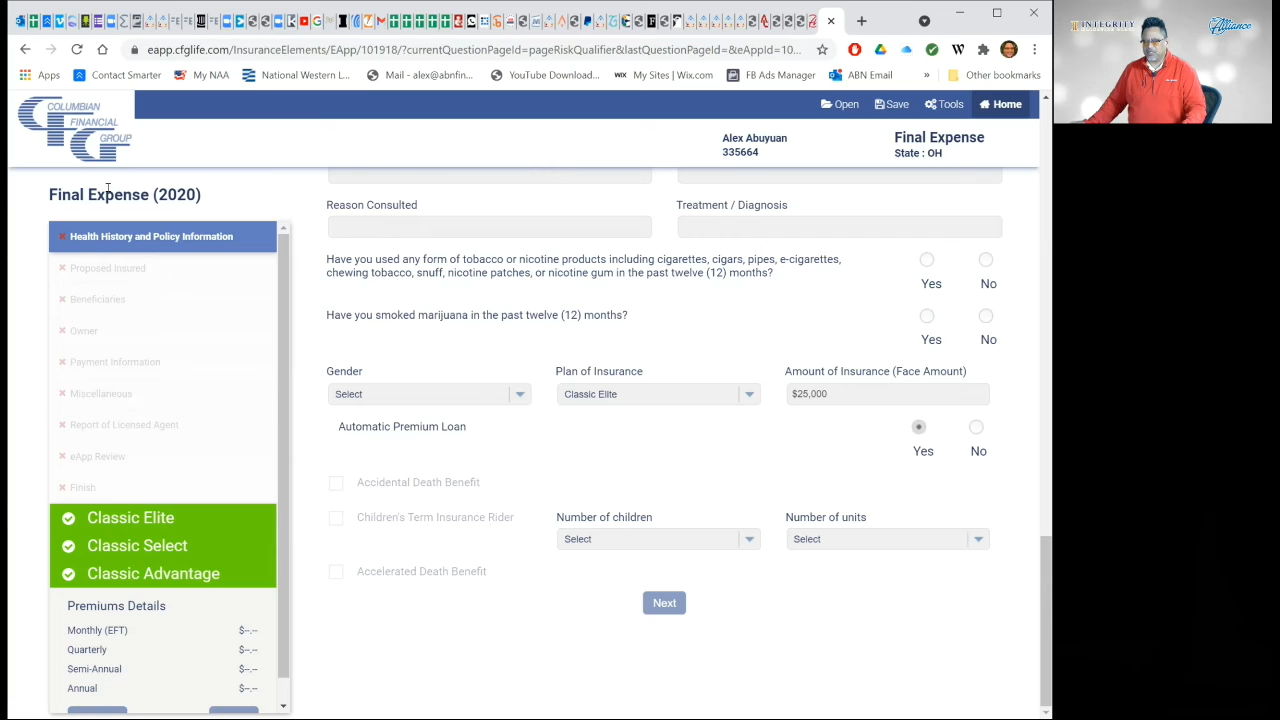 eapp.cfglife.com/InsuranceElements/EApp/101918/?currentQuestionPageId=pageRiskQualifier&lastQuestionPageId=&eAppId=10...
Apps
Contact Smarter
My NAA
National Western L...
Mail - alex@abnfin...
YouTube Download...
WIX My Sites | Wix.com
FB Ads Manager
ABN Email
»
Other bookmarks
INTEGRITY
Alliance
COLUMBIAN
FINANCIAL
GROUP
Open
Save
Tools
Home
Alex Abuyuan
335664
Final Expense
State : OH
Final Expense (2020)
Health History and Policy Information
Proposed Insured
Beneficiaries
Owner
Payment Information
Miscellaneous
Report of Licensed Agent
eApp Review
Finish
Classic Elite
Classic Select
Classic Advantage
Premiums Details
Monthly (EFT) $--.--
Quarterly $--.--
Semi-Annual $--.--
Annual $--.--
Reason Consulted
Treatment / Diagnosis
Have you used any form of tobacco or nicotine products including cigarettes, cigars, pipes, e-cigarettes,
chewing tobacco, snuff, nicotine patches, or nicotine gum in the past twelve (12) months?
Yes No
Have you smoked marijuana in the past twelve (12) months?
Yes No
Gender
Plan of Insurance
Amount of Insurance (Face Amount)
Select
Classic Elite
$25,000
Automatic Premium Loan
Yes No
Accidental Death Benefit
Children's Term Insurance Rider
Number of children
Number of units
Select
Select
Accelerated Death Benefit
Next